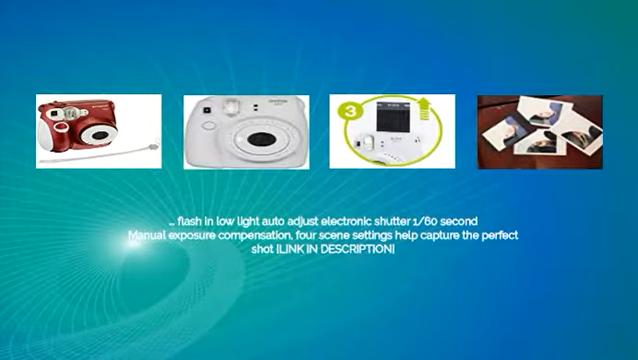 3
... flash in low light auto adjust electronic shutter 1/60 second
Manual exposure compensation, four scene settings help capture the perfect
shot [LINK IN DESCRIPTION]